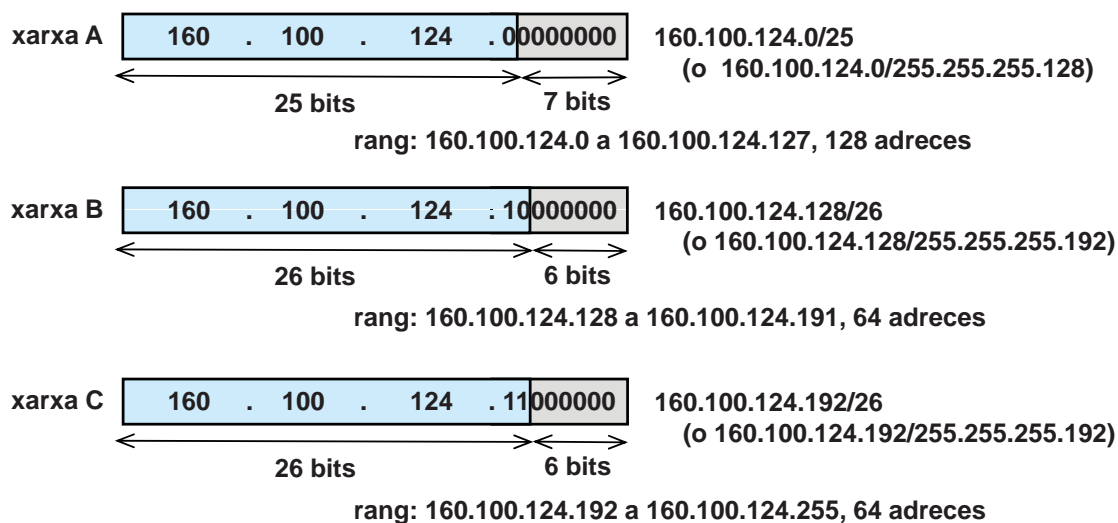 xarxa A 160 . 100 . 124 . 00000000 160.100.124.0/25
(o 160.100.124.0/255.255.255.128)
25 bits 7 bits
rang: 160.100.124.0 a 160.100.124.127, 128 adreces
xarxa B 160 . 100 . 124 . 10000000 160.100.124.128/26
(o 160.100.124.128/255.255.255.192)
26 bits 6 bits
rang: 160.100.124.128 a 160.100.124.191, 64 adreces
xarxa C 160 . 100 . 124 . 11000000 160.100.124.192/26
(o 160.100.124.192/255.255.255.192)
26 bits 6 bits
rang: 160.100.124.192 a 160.100.124.255, 64 adreces